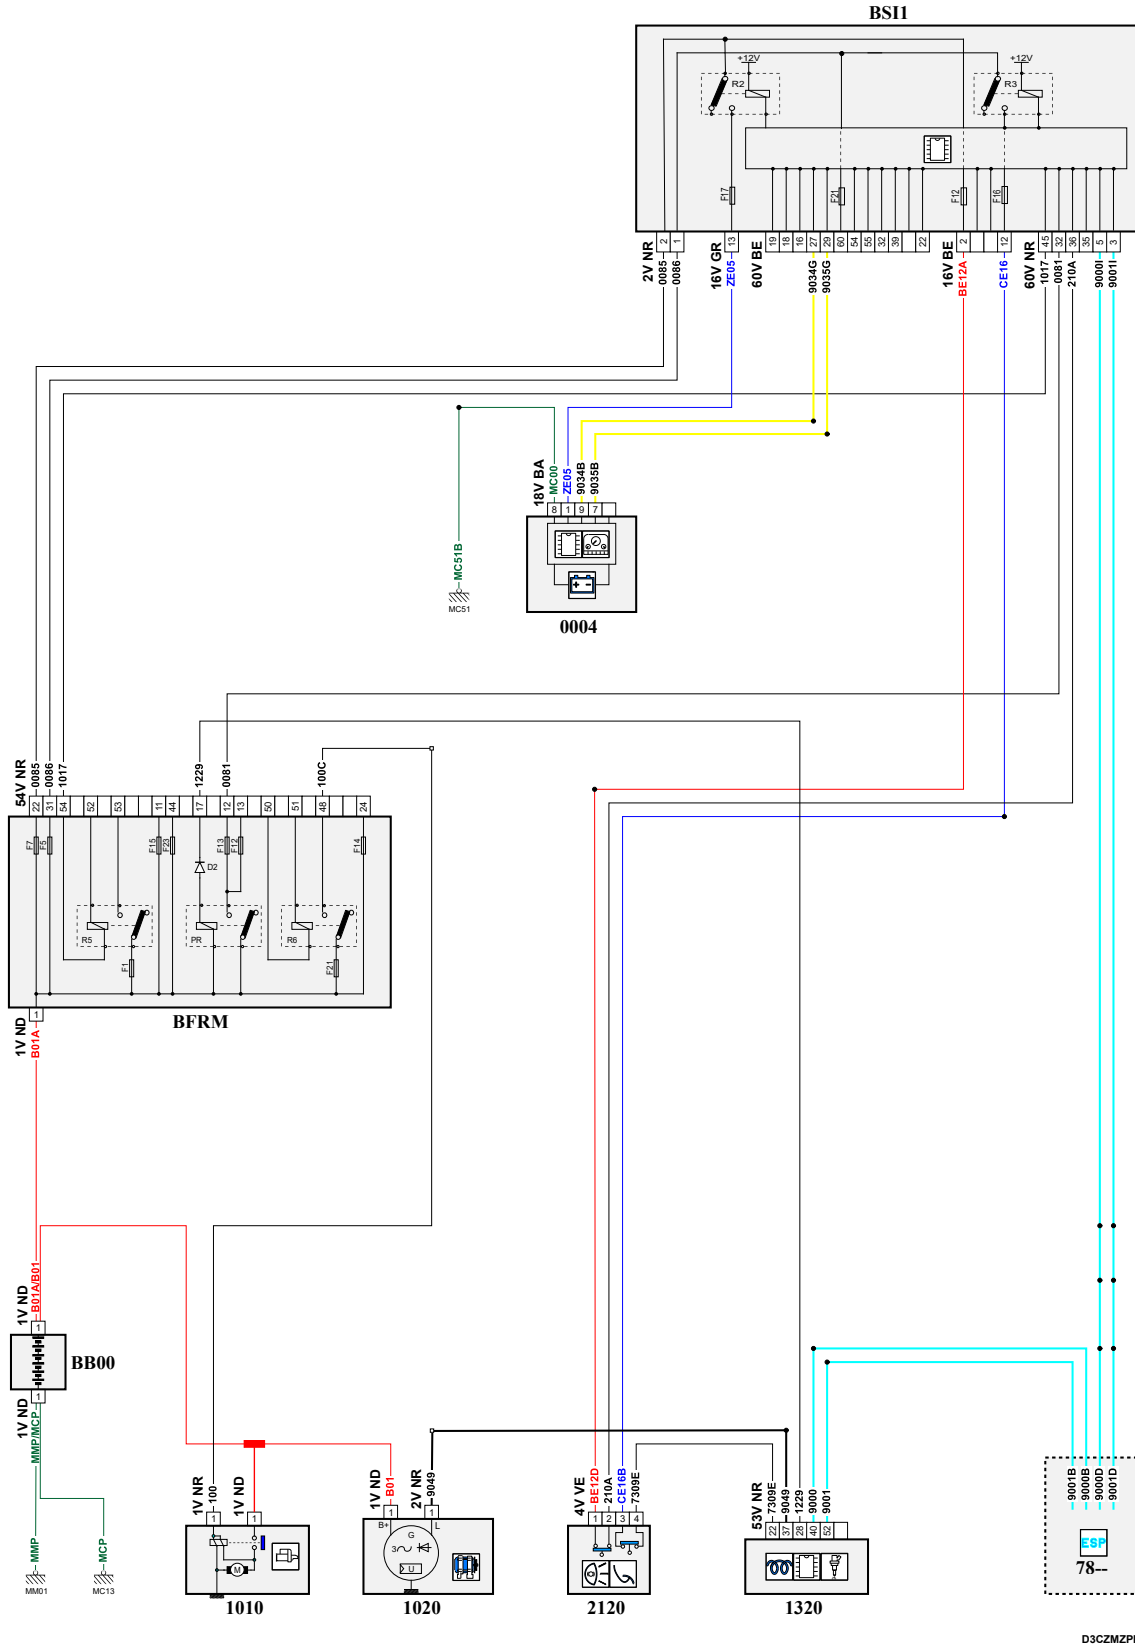 BSI1
+12V
R2
+12V
R3
F17
F21
F12
F16
2 1 13 19 18 16 27 29 60 54 55 32 39 22 2 12 45 32 36 35 5 3
2V NR
0085
0086
16V GR
ZE05
60V BE
9034G
9035G
16V BE
BE12A
CE16
60V NR
1017
0081
210A
9000I
9001I
18V BA
MC00
ZE05
9034B
9035B
8 1 9 7
MC51B
MC51
0004
54V NR
0085
0086
1017
1229
0081
100C
22 31 54 52 53 11 44 17 12 13 50 51 48 24
F7
F5
F15
F23
D2
F13
F12
F14
R5
PR
R6
F1
F21
1
BFRM
1V ND
B01A
1V ND
B01A/B01
1
BB00
1
1V ND
MMP/MCP
MMP
MCP
MM01
MC13
1V NR
100
1V ND
1 1
M
1010
1V ND
B01
2V NR
9049
1 1
B+
L
G
3
U
1020
4V VE
BE12D
210A
CE16B
7309E
1 2 3 4
2120
53V NR
7309E
9049
1229
9000
9001
22 37 28 40 52
1320
9001B
9000B
9000D
9001D
ESP
78--